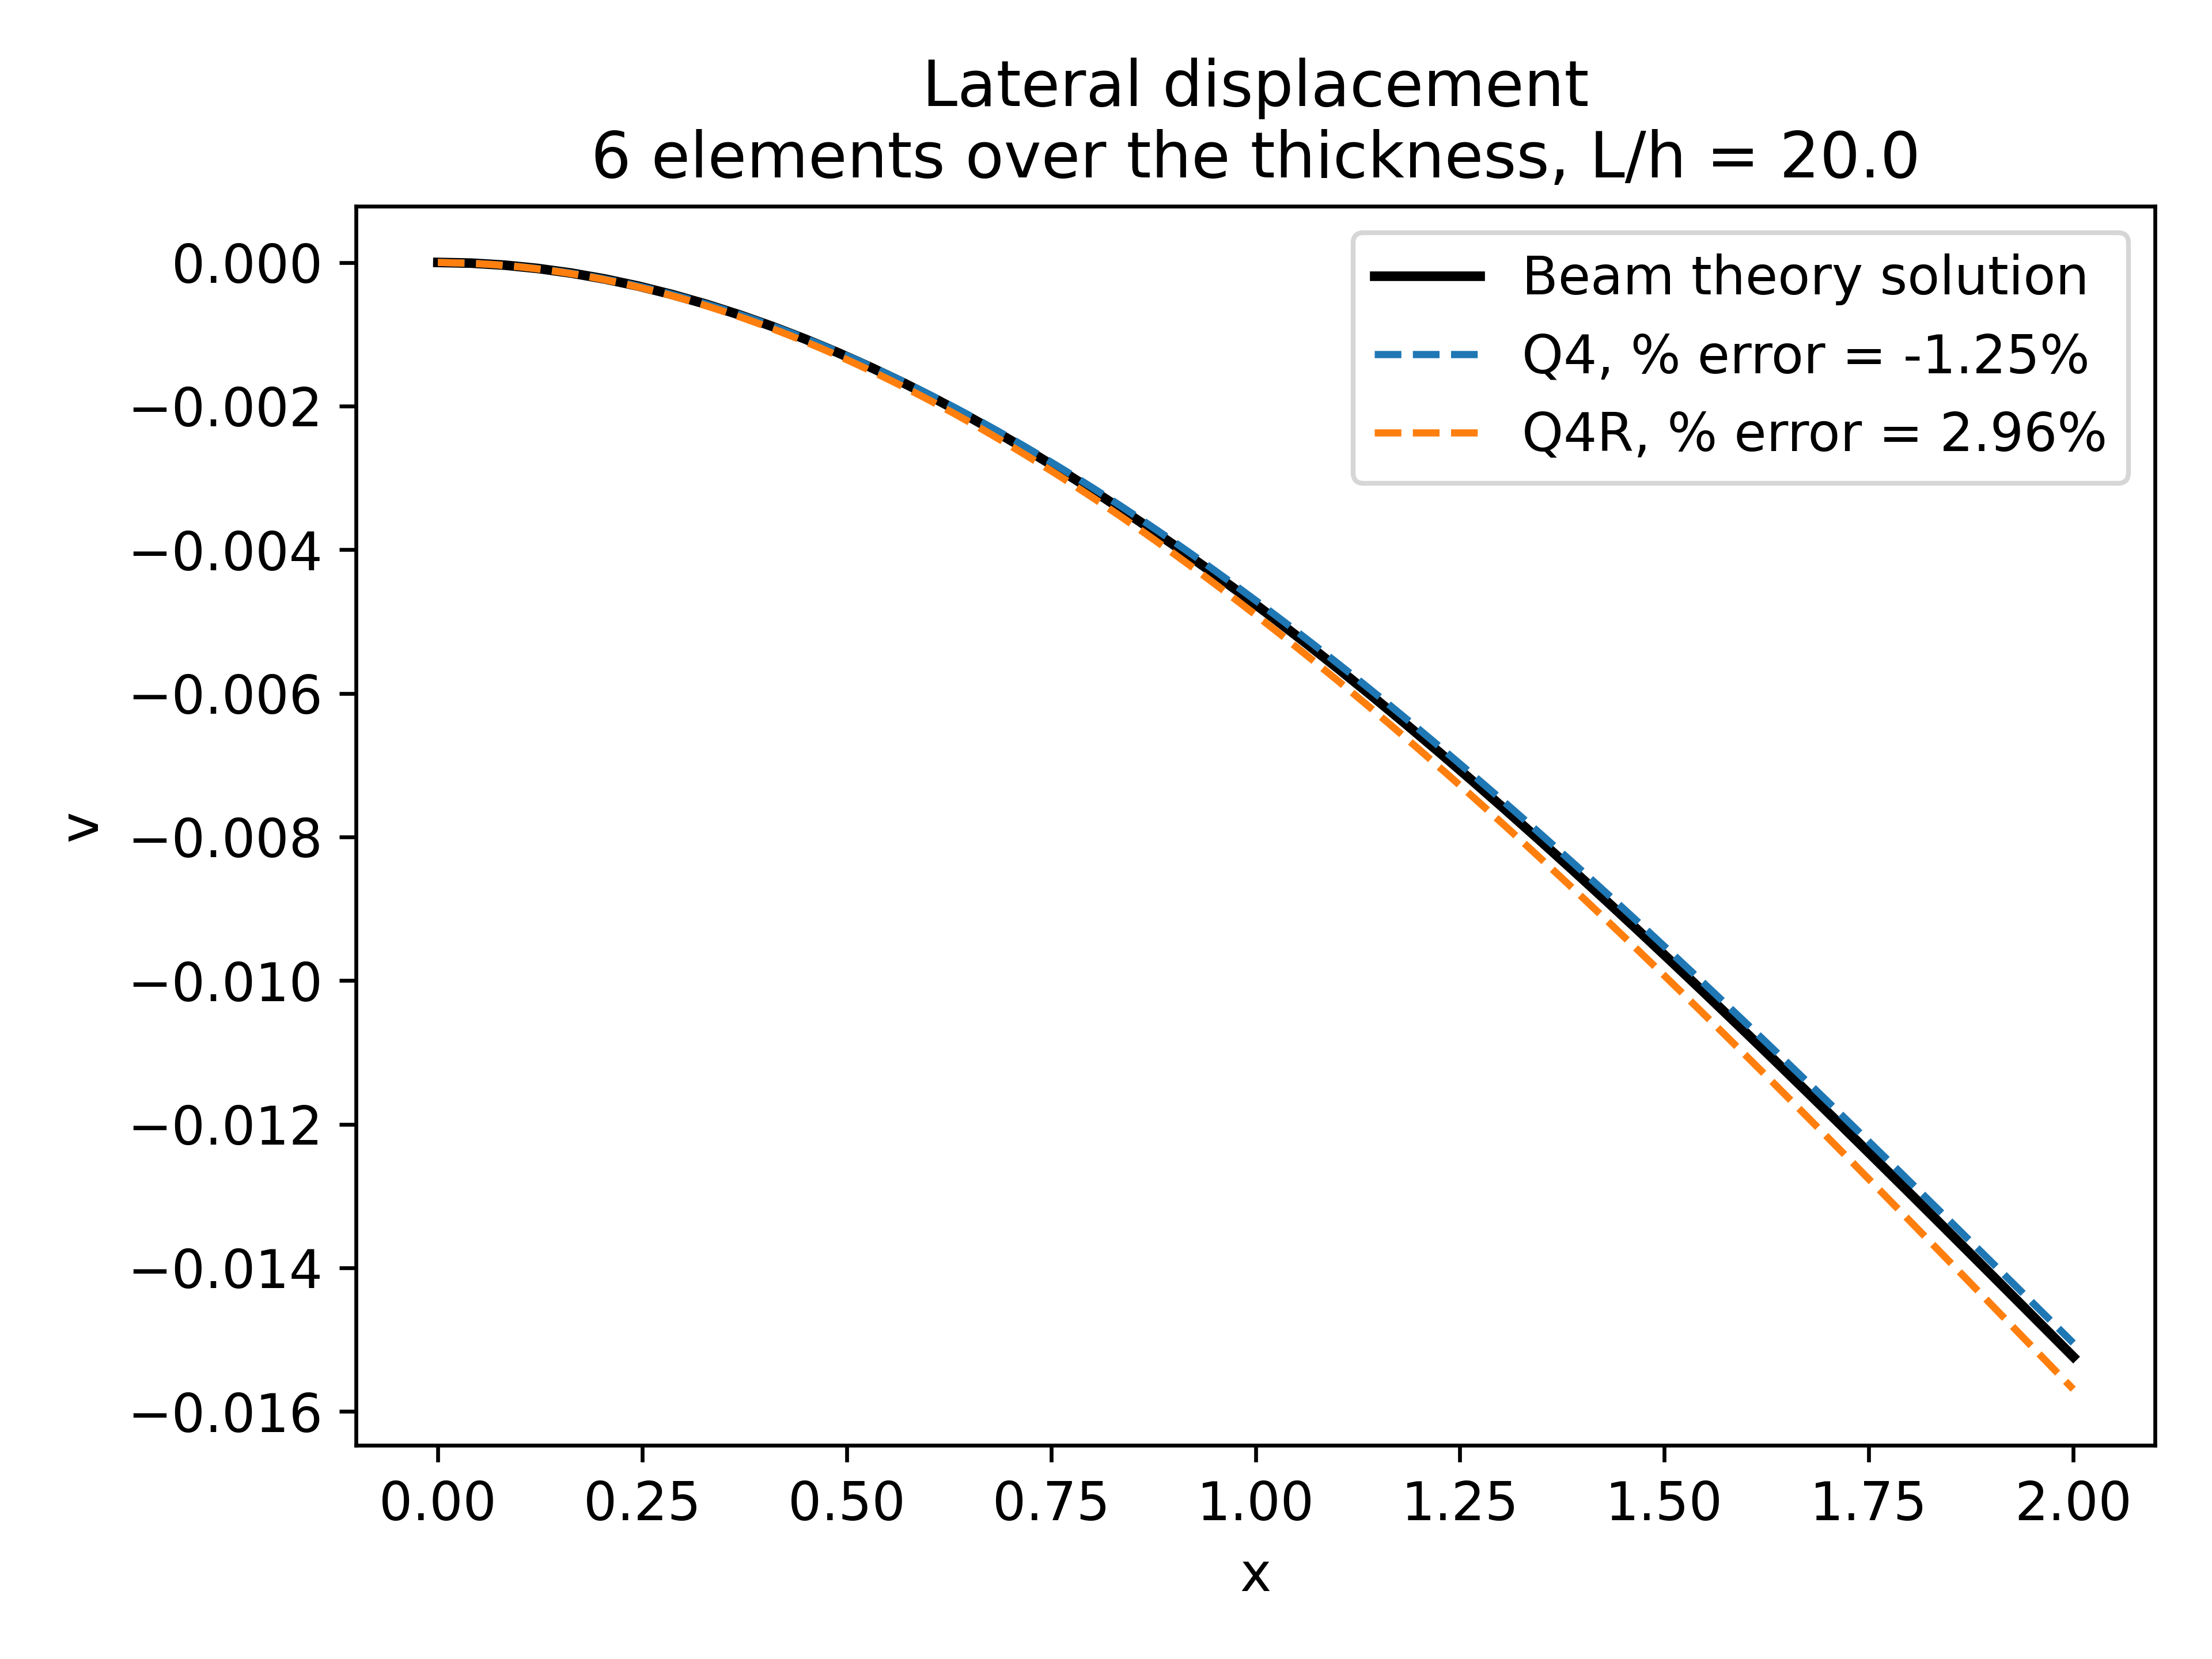 Lateral displacement
6 elements over the thickness, L/h = 20.0
Beam theory solution
Q4, % error = -1.25%
Q4R, % error = 2.96%
0.000
−0.002
−0.004
−0.006
−0.008
−0.010
−0.012
−0.014
−0.016
v
0.00 0.25 0.50 0.75 1.00 1.25 1.50 1.75 2.00
x